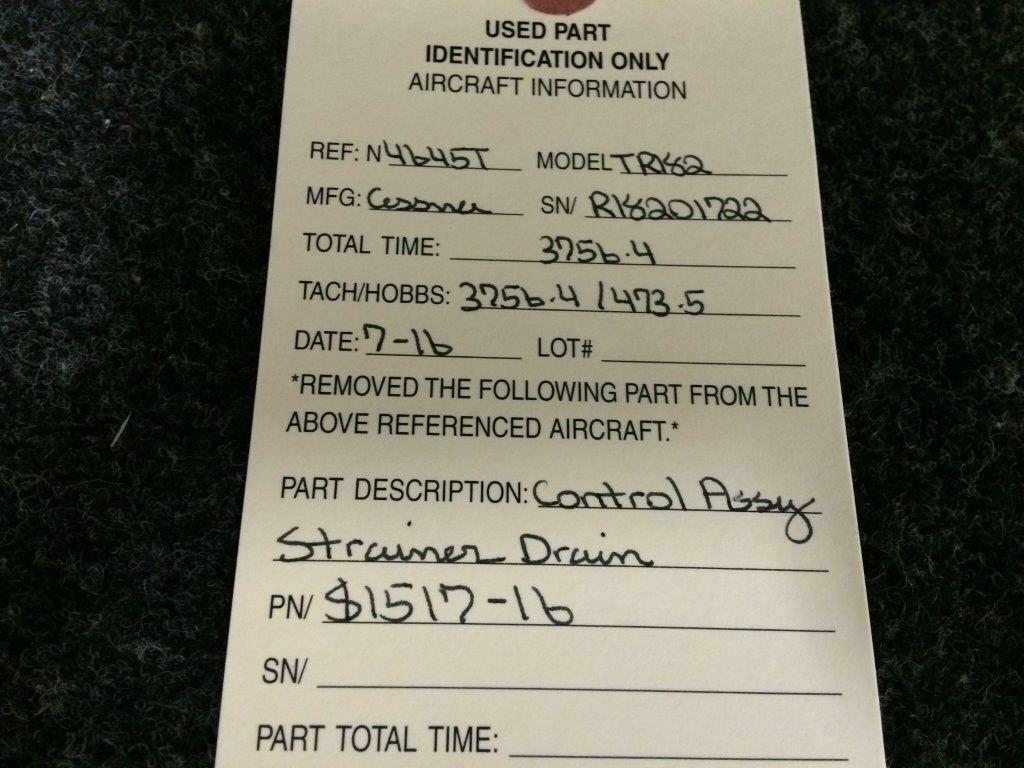 USED PART
IDENTIFICATION ONLY
AIRCRAFT INFORMATION
REF: N4645T MODEL TR182
MFG: Cessna SN/ R18201722
TOTAL TIME: 3756.4
TACH/HOBBS: 3756.4 / 1473.5
DATE: 7-16 LOT#
*REMOVED THE FOLLOWING PART FROM THE
ABOVE REFERENCED AIRCRAFT.*
PART DESCRIPTION: Control Assy
Strainer Drain
PN/ S1517-16
SN/
PART TOTAL TIME: